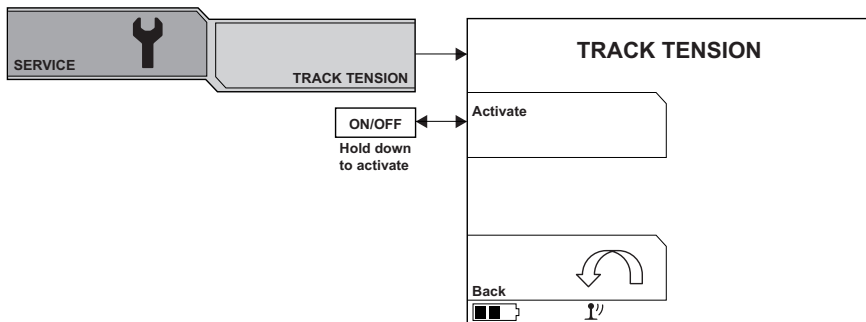 SERVICE
TRACK TENSION
TRACK TENSION
ON/OFF
Hold down
to activate
Activate
Back